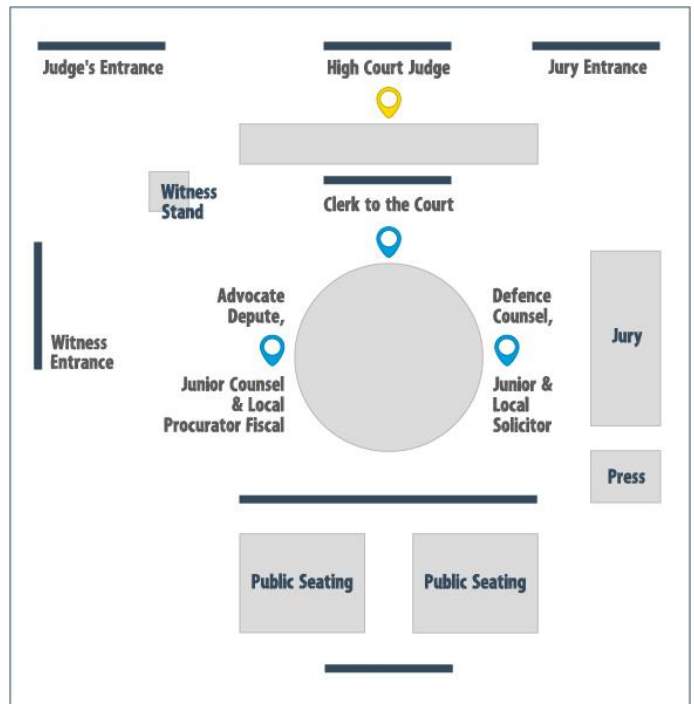 Judge's Entrance
High Court Judge
Jury Entrance
Witness
Stand
Clerk to the Court
Advocate
Depute,
Defence
Counsel,
Witness
Entrance
Jury
Junior Counsel
& Local
Procurator Fiscal
Junior &
Local
Solicitor
Press
Public Seating
Public Seating